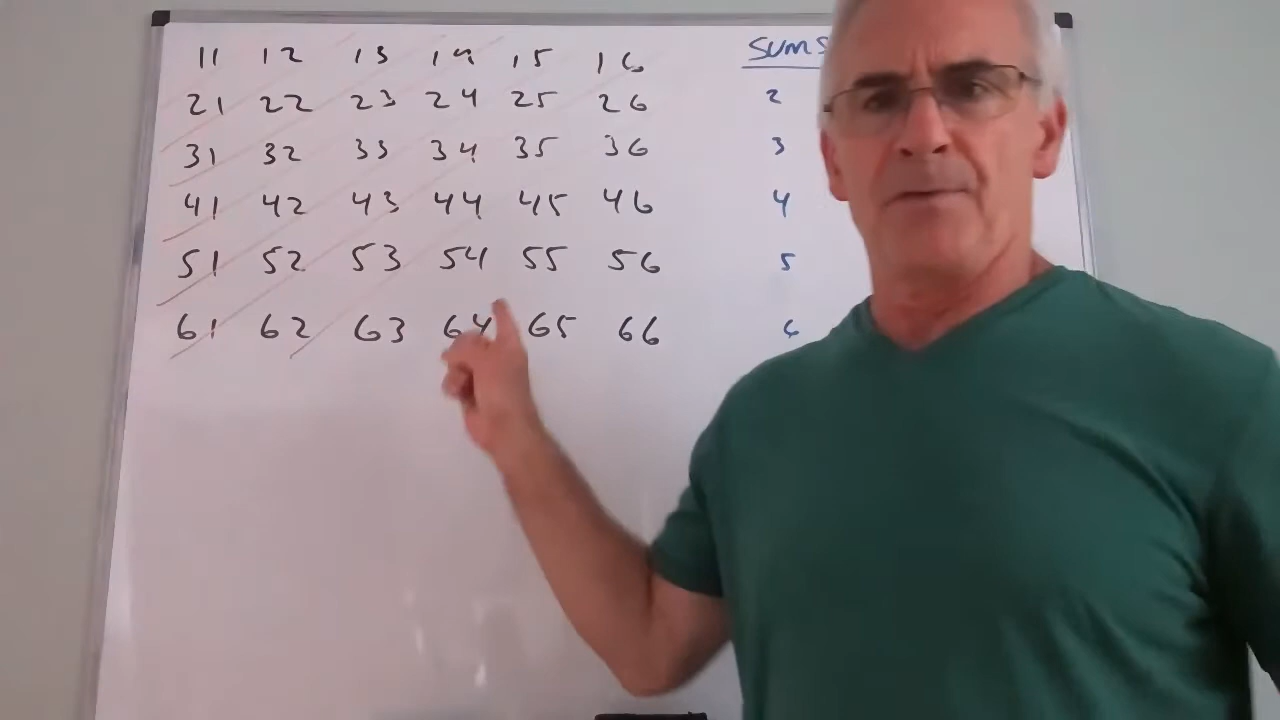 11 12 13 14 15 16 SUMS
21 22 23 24 25 26 2
31 32 33 34 35 36 3
41 42 43 44 45 46 4
51 52 53 54 55 56 5
61 62 63 64 65 66 6